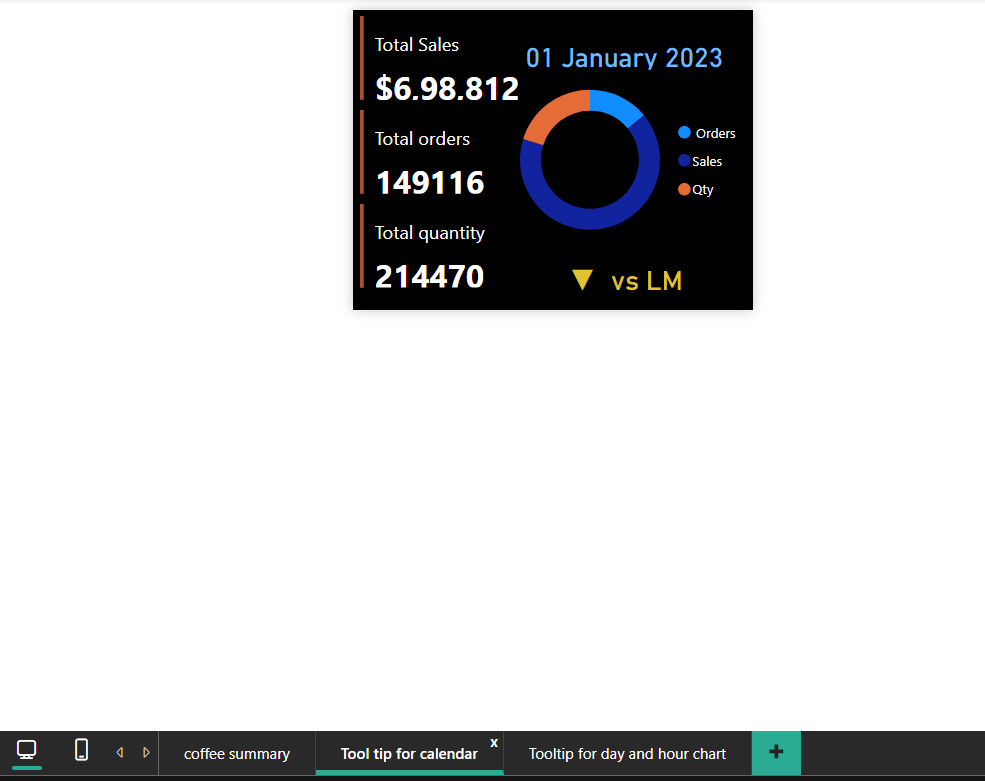 Total Sales
$6.98.812
Total orders
149116
Total quantity
214470
01 January 2023
Orders
Sales
Qty
▼ vs LM
coffee summary
Tool tip for calendar
x
Tooltip for day and hour chart
+